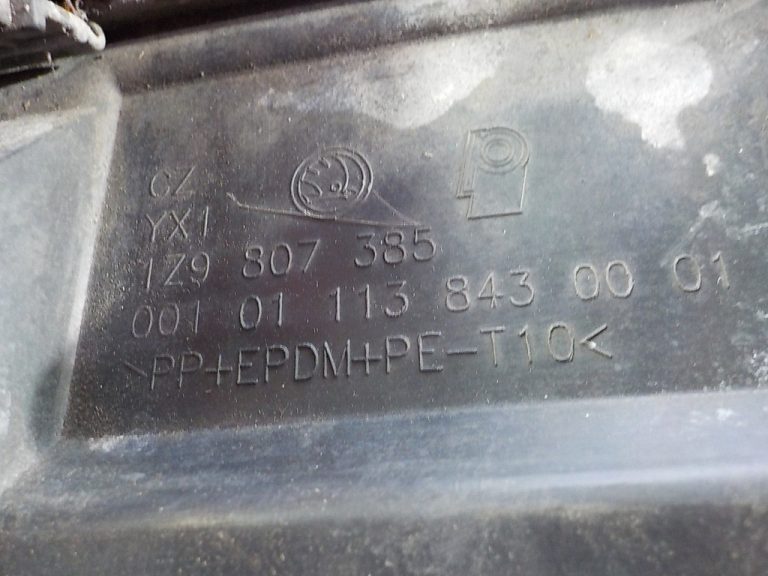 CZ
YX1
1Z9 807 385
001 01 113 843 00 01
>PP+EPDM+PE-T10<